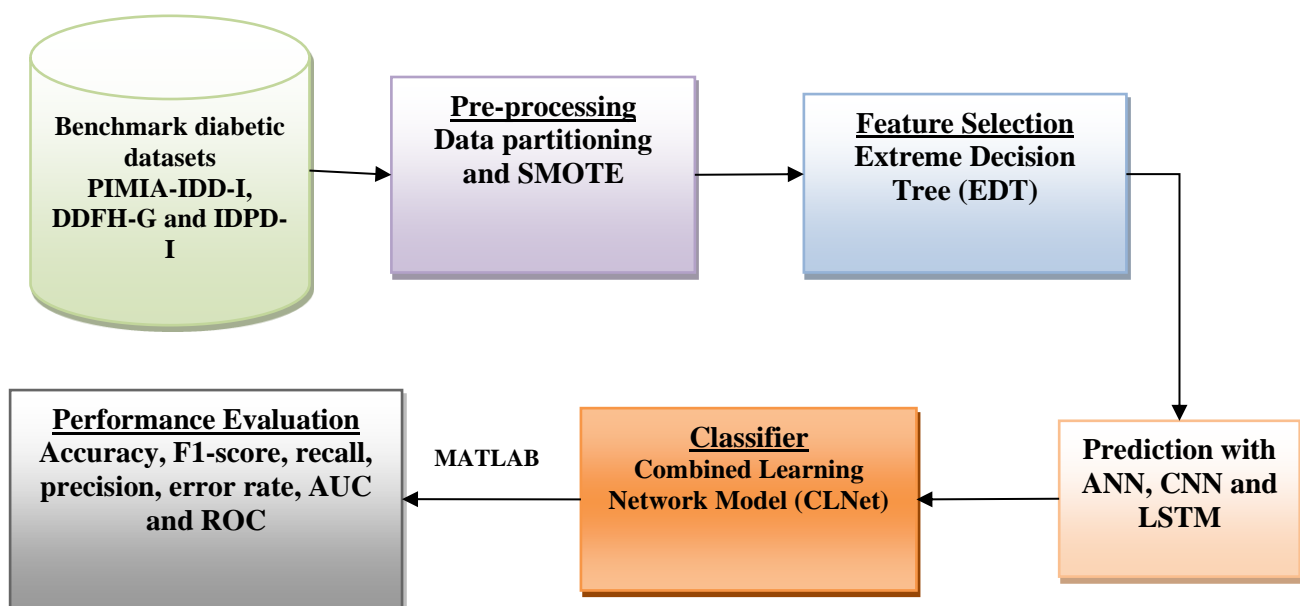 Benchmark diabetic
datasets
PIMIA-IDD-I,
DDFH-G and IDPD-
I
Pre-processing
Data partitioning
and SMOTE
Feature Selection
Extreme Decision
Tree (EDT)
Prediction with
ANN, CNN and
LSTM
Classifier
Combined Learning
Network Model (CLNet)
MATLAB
Performance Evaluation
Accuracy, F1-score, recall,
precision, error rate, AUC
and ROC